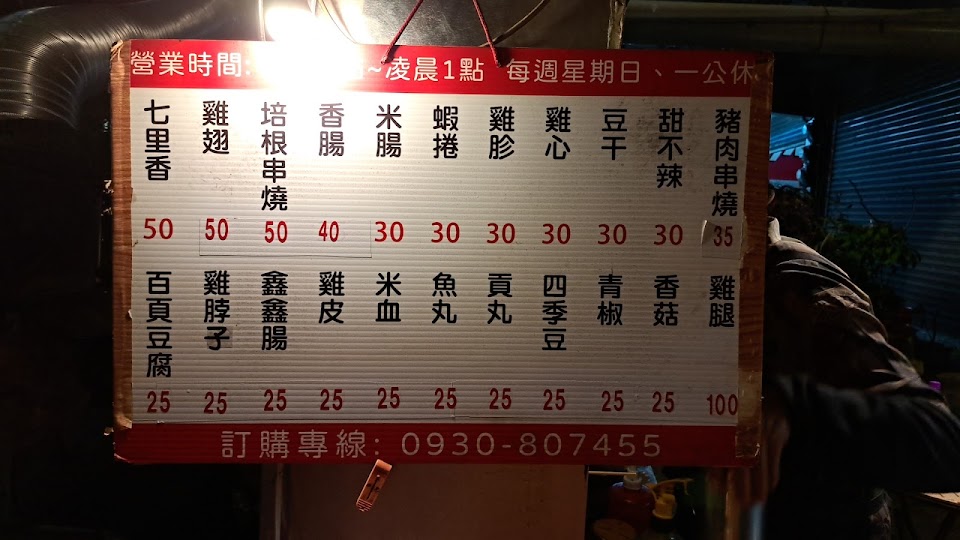 營業時間: ~凌晨1點 每週星期日、一公休
七里香 雞翅 培根串燒 香腸 米腸 蝦捲 雞胗 雞心 豆干 甜不辣 豬肉串燒
50 50 50 40 30 30 30 30 30 30 35
百頁豆腐 雞脖子 鑫鑫腸 雞皮 米血 魚丸 貢丸 四季豆 青椒 香菇 雞腿
25 25 25 25 25 25 25 25 25 25 100
訂購專線: 0930-807455